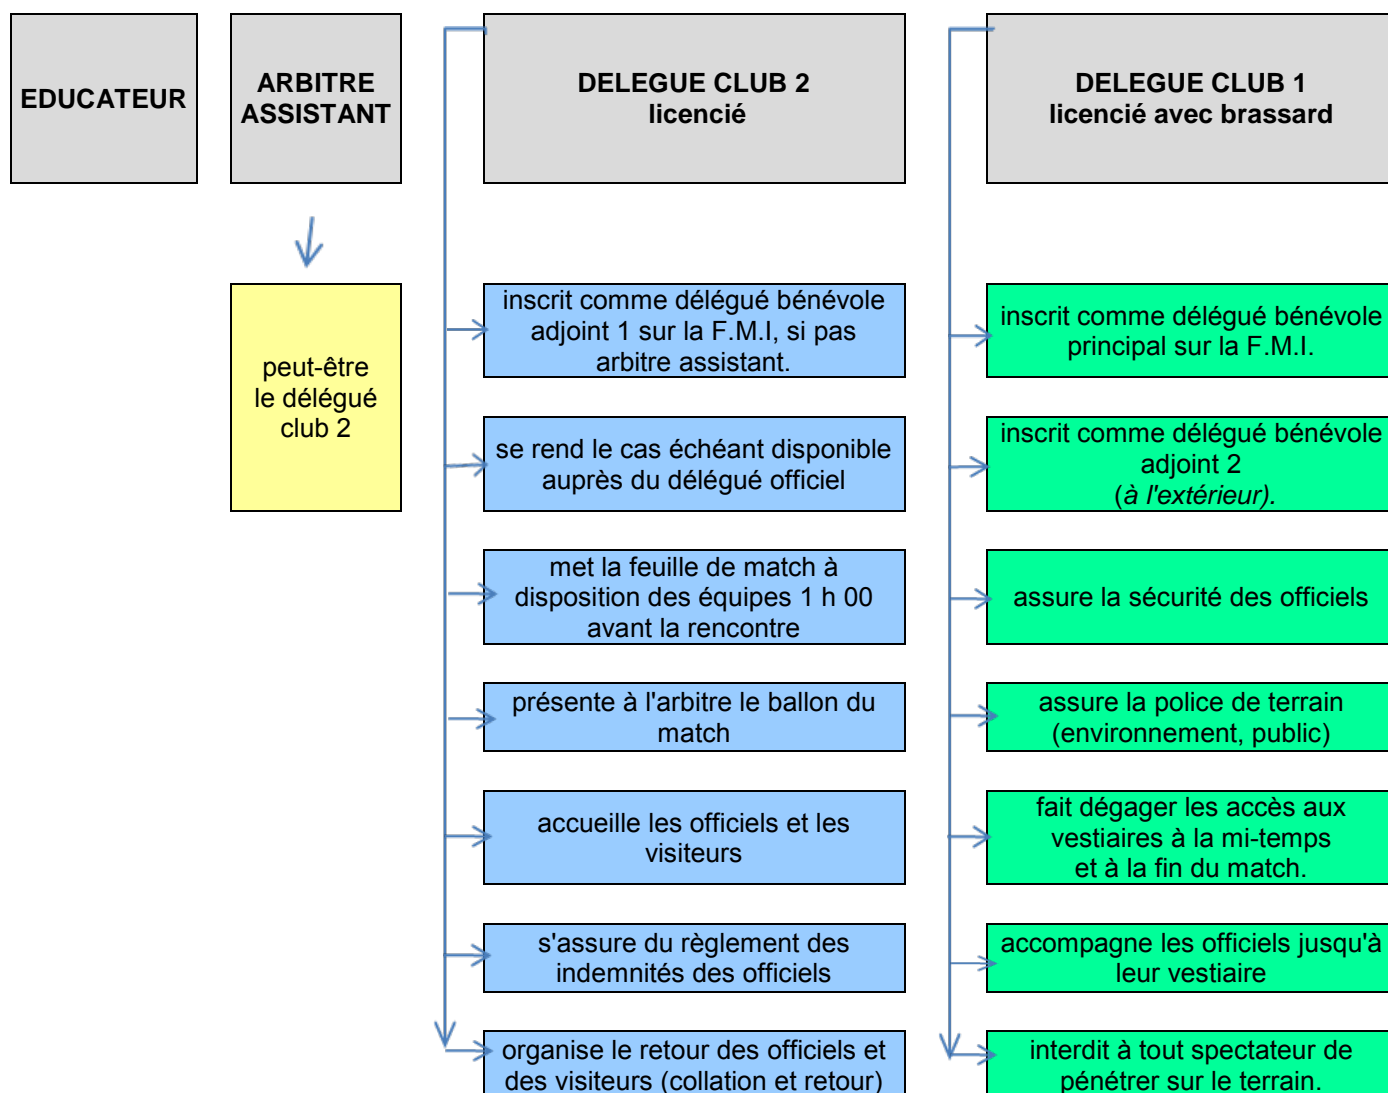 EDUCATEUR
ARBITRE
ASSISTANT
DELEGUE CLUB 2
licencié
DELEGUE CLUB 1
licencié avec brassard
peut-être
le délégué
club 2
inscrit comme délégué bénévole
adjoint 1 sur la F.M.I, si pas
arbitre assistant.
se rend le cas échéant disponible
auprès du délégué officiel
met la feuille de match à
disposition des équipes 1 h 00
avant la rencontre
présente à l'arbitre le ballon du
match
accueille les officiels et les
visiteurs
s'assure du règlement des
indemnités des officiels
organise le retour des officiels et
des visiteurs (collation et retour)
inscrit comme délégué bénévole
principal sur la F.M.I.
inscrit comme délégué bénévole
adjoint 2
(à l'extérieur).
assure la sécurité des officiels
assure la police de terrain
(environnement, public)
fait dégager les accès aux
vestiaires à la mi-temps
et à la fin du match.
accompagne les officiels jusqu'à
leur vestiaire
interdit à tout spectateur de
pénétrer sur le terrain.